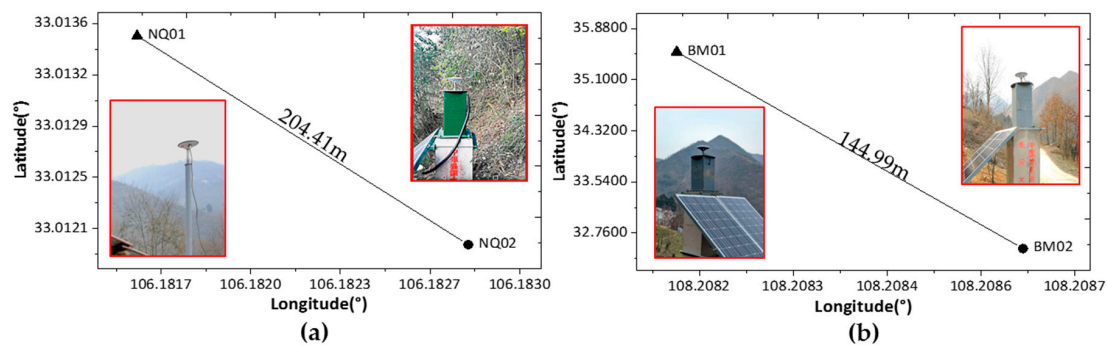 33.0136
33.0132
33.0129
33.0125
33.0121
Latitude(°)
NQ01
204.41m
NQ02
106.1817
106.1820
106.1823
106.1827
106.1830
Longitude(°)
(a)
35.8800
35.1000
34.3200
33.5400
32.7600
Latitude(°)
BM01
144.99m
BM02
108.2082
108.2083
108.2084
108.2086
108.2087
Longitude(°)
(b)